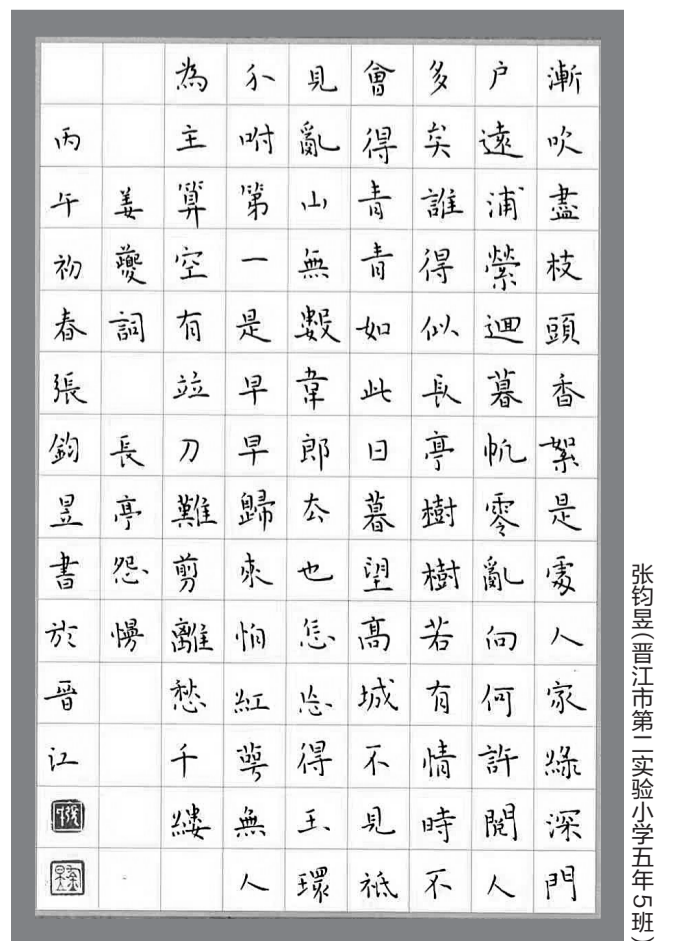 漸吹盡枝頭香絮是處人家綠深門
户遠浦縈迴暮帆零亂向何許閱人
多矣誰得似長亭樹樹若有情時不
會得青青如此日暮望高城不見祗
見亂山無數韋郎去也怎忘得玉環
分咐第一是早早歸來怕紅萼無人
為主算空有竝刀難剪離愁千縷
姜夔詞 長亭怨慢
丙午初春張鈞昱書於晋江
张钧昱(晋江市第二实验小学五年5班)